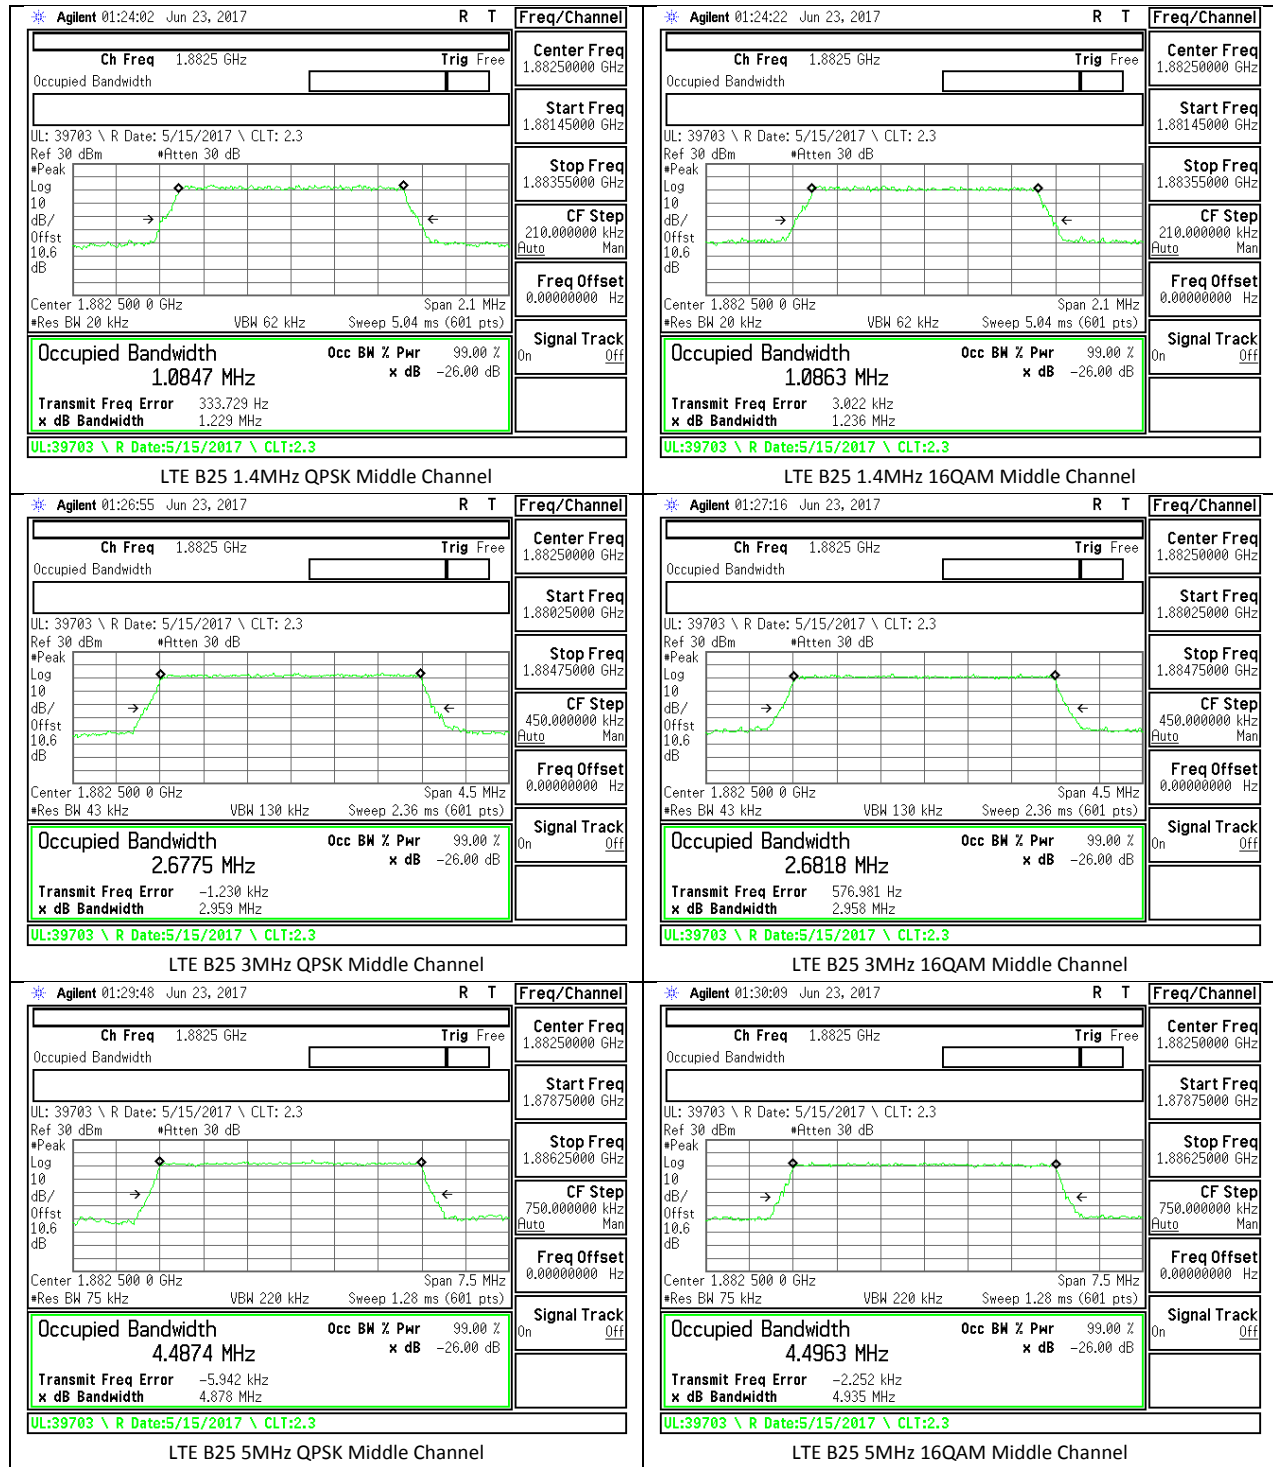 Agilent 01:24:02 Jun 23, 2017 R T Freq/Channel
Ch Freq 1.8825 GHz Trig Free
Occupied Bandwidth
Center Freq
1.88250000 GHz
Start Freq
1.88145000 GHz
UL: 39703 \ R Date: 5/15/2017 \ CLT: 2.3
Ref 30 dBm #Atten 30 dB
#Peak
Log
10
dB/
Offst
10.6
dB
Stop Freq
1.88355000 GHz
CF Step
210.000000 kHz
Auto Man
Freq Offset
0.00000000 Hz
Center 1.882 500 0 GHz Span 2.1 MHz
#Res BW 20 kHz VBW 62 kHz Sweep 5.04 ms (601 pts)
Signal Track
On Off
Occupied Bandwidth Occ BW % Pwr 99.00 %
1.0847 MHz x dB -26.00 dB
Transmit Freq Error 333.729 Hz
x dB Bandwidth 1.229 MHz
UL:39703 \ R Date:5/15/2017 \ CLT:2.3
LTE B25 1.4MHz QPSK Middle Channel
Agilent 01:24:22 Jun 23, 2017 R T Freq/Channel
Ch Freq 1.8825 GHz Trig Free
Occupied Bandwidth
Center Freq
1.88250000 GHz
Start Freq
1.88145000 GHz
UL: 39703 \ R Date: 5/15/2017 \ CLT: 2.3
Ref 30 dBm #Atten 30 dB
#Peak
Log
10
dB/
Offst
10.6
dB
Stop Freq
1.88355000 GHz
CF Step
210.000000 kHz
Auto Man
Freq Offset
0.00000000 Hz
Center 1.882 500 0 GHz Span 2.1 MHz
#Res BW 20 kHz VBW 62 kHz Sweep 5.04 ms (601 pts)
Signal Track
On Off
Occupied Bandwidth Occ BW % Pwr 99.00 %
1.0863 MHz x dB -26.00 dB
Transmit Freq Error 3.022 kHz
x dB Bandwidth 1.236 MHz
UL:39703 \ R Date:5/15/2017 \ CLT:2.3
LTE B25 1.4MHz 16QAM Middle Channel
Agilent 01:26:55 Jun 23, 2017 R T Freq/Channel
Ch Freq 1.8825 GHz Trig Free
Occupied Bandwidth
Center Freq
1.88250000 GHz
Start Freq
1.88025000 GHz
UL: 39703 \ R Date: 5/15/2017 \ CLT: 2.3
Ref 30 dBm #Atten 30 dB
#Peak
Log
10
dB/
Offst
10.6
dB
Stop Freq
1.88475000 GHz
CF Step
450.000000 kHz
Auto Man
Freq Offset
0.00000000 Hz
Center 1.882 500 0 GHz Span 4.5 MHz
#Res BW 43 kHz VBW 130 kHz Sweep 2.36 ms (601 pts)
Signal Track
On Off
Occupied Bandwidth Occ BW % Pwr 99.00 %
2.6775 MHz x dB -26.00 dB
Transmit Freq Error -1.230 kHz
x dB Bandwidth 2.959 MHz
UL:39703 \ R Date:5/15/2017 \ CLT:2.3
LTE B25 3MHz QPSK Middle Channel
Agilent 01:27:16 Jun 23, 2017 R T Freq/Channel
Ch Freq 1.8825 GHz Trig Free
Occupied Bandwidth
Center Freq
1.88250000 GHz
Start Freq
1.88025000 GHz
UL: 39703 \ R Date: 5/15/2017 \ CLT: 2.3
Ref 30 dBm #Atten 30 dB
#Peak
Log
10
dB/
Offst
10.6
dB
Stop Freq
1.88475000 GHz
CF Step
450.000000 kHz
Auto Man
Freq Offset
0.00000000 Hz
Center 1.882 500 0 GHz Span 4.5 MHz
#Res BW 43 kHz VBW 130 kHz Sweep 2.36 ms (601 pts)
Signal Track
On Off
Occupied Bandwidth Occ BW % Pwr 99.00 %
2.6818 MHz x dB -26.00 dB
Transmit Freq Error 576.981 Hz
x dB Bandwidth 2.958 MHz
UL:39703 \ R Date:5/15/2017 \ CLT:2.3
LTE B25 3MHz 16QAM Middle Channel
Agilent 01:29:48 Jun 23, 2017 R T Freq/Channel
Ch Freq 1.8825 GHz Trig Free
Occupied Bandwidth
Center Freq
1.88250000 GHz
Start Freq
1.87875000 GHz
UL: 39703 \ R Date: 5/15/2017 \ CLT: 2.3
Ref 30 dBm #Atten 30 dB
#Peak
Log
10
dB/
Offst
10.6
dB
Stop Freq
1.88625000 GHz
CF Step
750.000000 kHz
Auto Man
Freq Offset
0.00000000 Hz
Center 1.882 500 0 GHz Span 7.5 MHz
#Res BW 75 kHz VBW 220 kHz Sweep 1.28 ms (601 pts)
Signal Track
On Off
Occupied Bandwidth Occ BW % Pwr 99.00 %
4.4874 MHz x dB -26.00 dB
Transmit Freq Error -5.942 kHz
x dB Bandwidth 4.878 MHz
UL:39703 \ R Date:5/15/2017 \ CLT:2.3
LTE B25 5MHz QPSK Middle Channel
Agilent 01:30:09 Jun 23, 2017 R T Freq/Channel
Ch Freq 1.8825 GHz Trig Free
Occupied Bandwidth
Center Freq
1.88250000 GHz
Start Freq
1.87875000 GHz
UL: 39703 \ R Date: 5/15/2017 \ CLT: 2.3
Ref 30 dBm #Atten 30 dB
#Peak
Log
10
dB/
Offst
10.6
dB
Stop Freq
1.88625000 GHz
CF Step
750.000000 kHz
Auto Man
Freq Offset
0.00000000 Hz
Center 1.882 500 0 GHz Span 7.5 MHz
#Res BW 75 kHz VBW 220 kHz Sweep 1.28 ms (601 pts)
Signal Track
On Off
Occupied Bandwidth Occ BW % Pwr 99.00 %
4.4963 MHz x dB -26.00 dB
Transmit Freq Error -2.252 kHz
x dB Bandwidth 4.935 MHz
UL:39703 \ R Date:5/15/2017 \ CLT:2.3
LTE B25 5MHz 16QAM Middle Channel